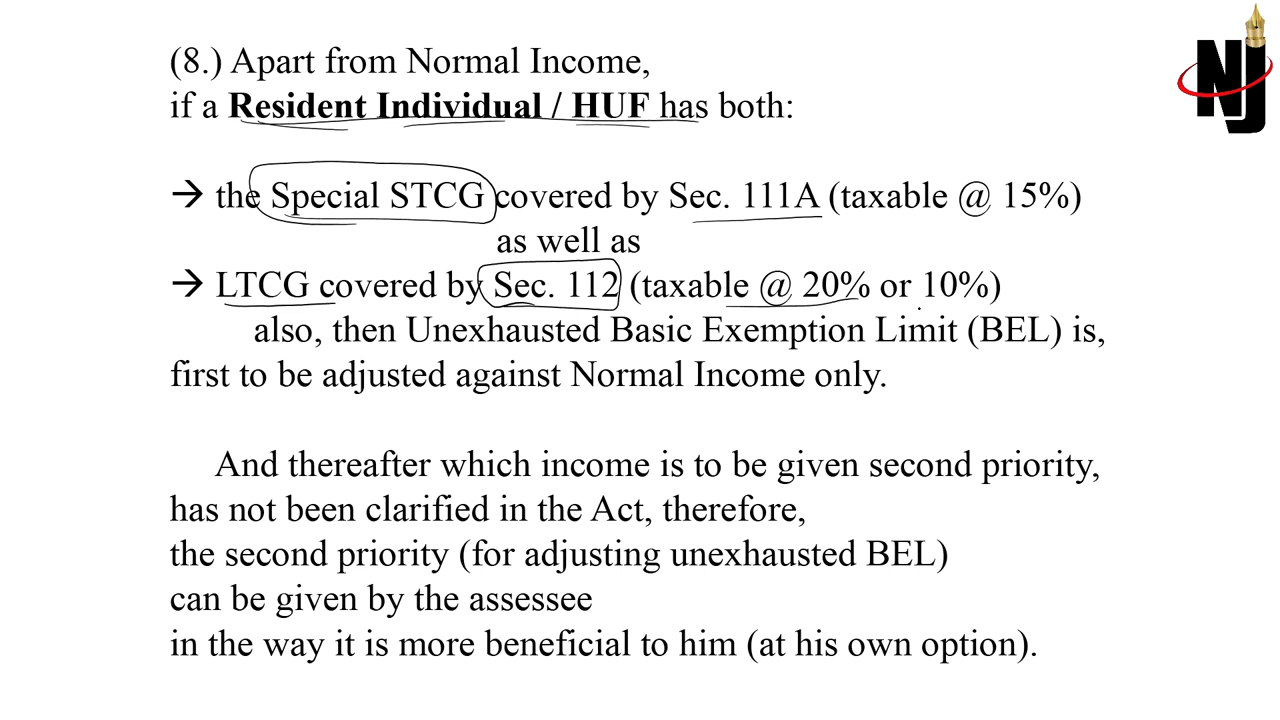 (8.) Apart from Normal Income,
if a Resident Individual / HUF has both:
→ the Special STCG covered by Sec. 111A (taxable @ 15%)
as well as
→ LTCG covered by Sec. 112 (taxable @ 20% or 10%)
also, then Unexhausted Basic Exemption Limit (BEL) is,
first to be adjusted against Normal Income only.
And thereafter which income is to be given second priority,
has not been clarified in the Act, therefore,
the second priority (for adjusting unexhausted BEL)
can be given by the assessee
in the way it is more beneficial to him (at his own option).
NJ